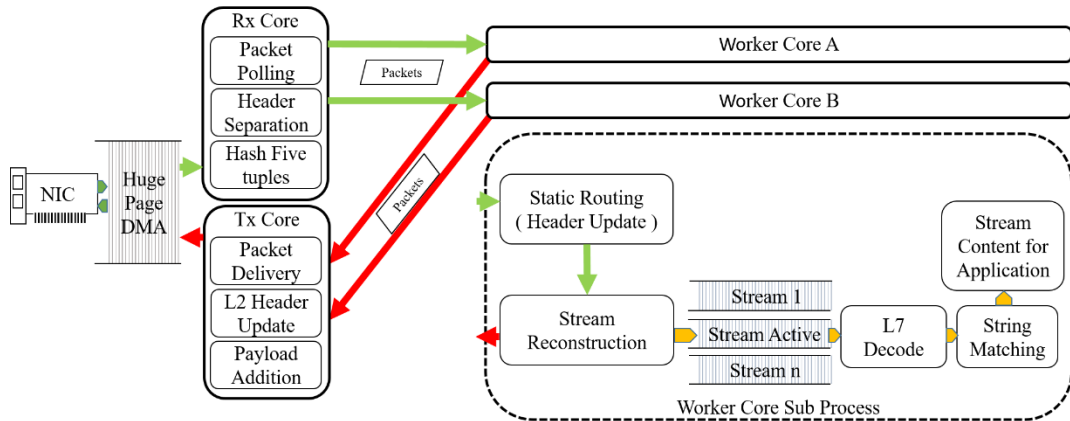 Rx Core
Packet
Polling
Header
Separation
Hash Five
tuples
Packets
Worker Core A
Worker Core B
NIC
Huge
Page
DMA
Tx Core
Packet
Delivery
L2 Header
Update
Payload
Addition
Packets
Static Routing
( Header Update )
Stream
Reconstruction
Stream 1
Stream Active
Stream n
L7
Decode
String
Matching
Stream
Content for
Application
Worker Core Sub Process